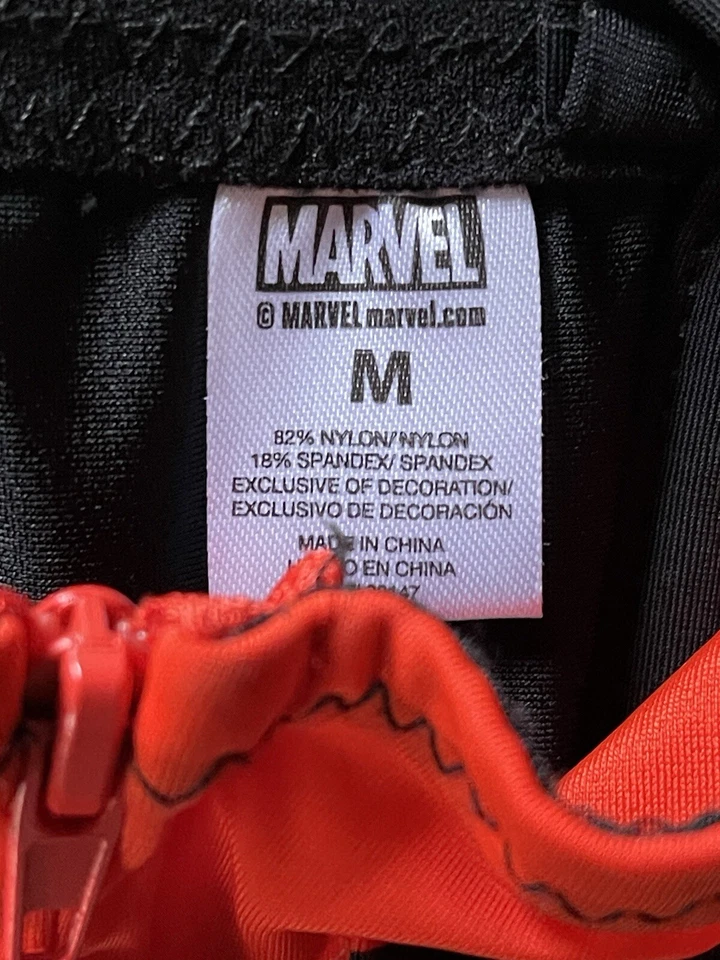 MARVEL
© MARVEL marvel.com
M
82% NYLON/ NYLON
18% SPANDEX/ SPANDEX
EXCLUSIVE OF DECORATION/
EXCLUSIVO DE DECORACIÓN
MADE IN CHINA
EN CHINA